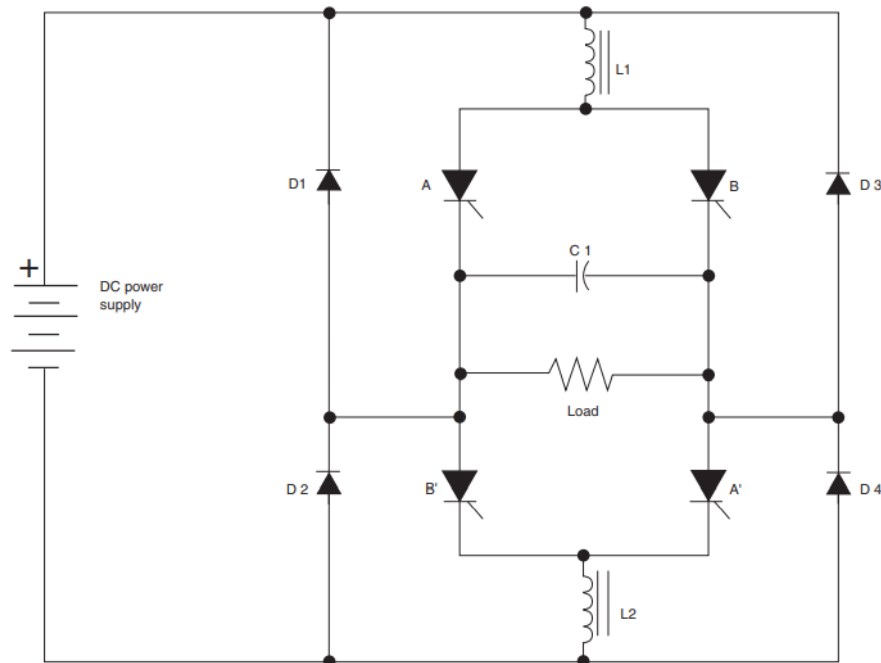 L1
D1
A
B
D 3
+
C 1
DC power
supply
Load
D 2
B'
A'
D 4
L2